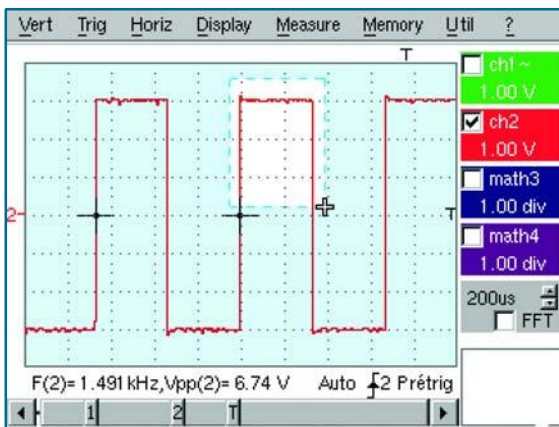 Vert Trig Horiz Display Measure Memory Util ?
T
ch1 ~
1.00 V
ch2
1.00 V
2
T
math3
1.00 div
math4
1.00 div
200us
FFT
F(2)= 1.491 kHz,Vpp(2)= 6.74 V Auto 2 Prétrig
1 2 T